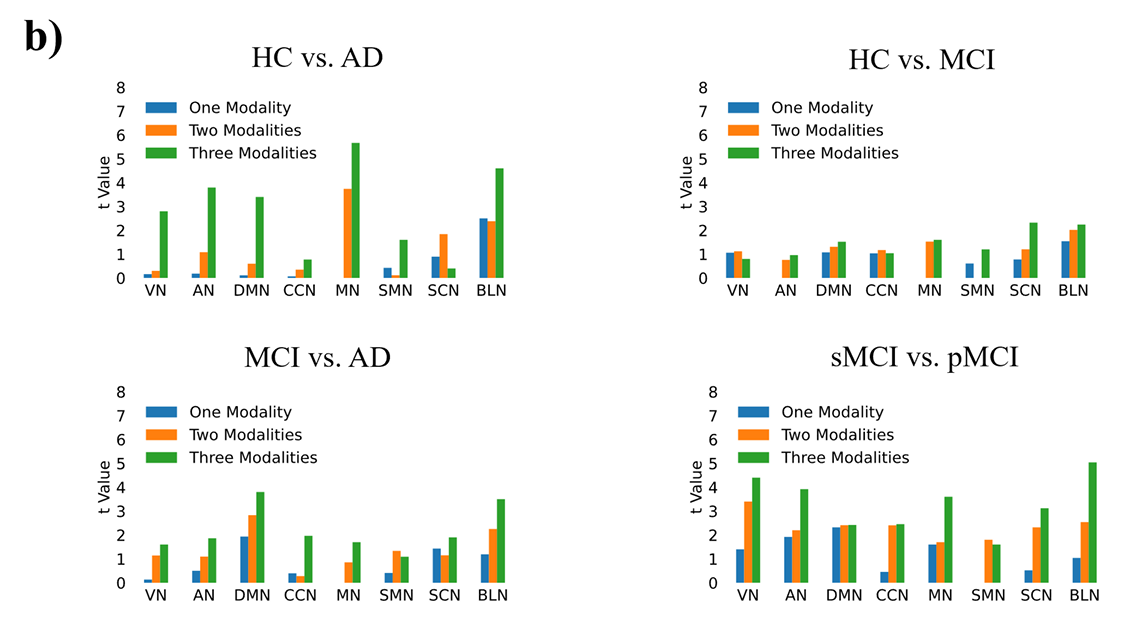 b)
HC vs. AD
8
7
6
5
4
3
2
1
0
t Value
One Modality
Two Modalities
Three Modalities
VN AN DMN CCN MN SMN SCN BLN
HC vs. MCI
8
7
6
5
4
3
2
1
0
t Value
One Modality
Two Modalities
Three Modalities
VN AN DMN CCN MN SMN SCN BLN
MCI vs. AD
8
7
6
5
4
3
2
1
0
t Value
One Modality
Two Modalities
Three Modalities
VN AN DMN CCN MN SMN SCN BLN
sMCI vs. pMCI
8
7
6
5
4
3
2
1
0
t Value
One Modality
Two Modalities
Three Modalities
VN AN DMN CCN MN SMN SCN BLN